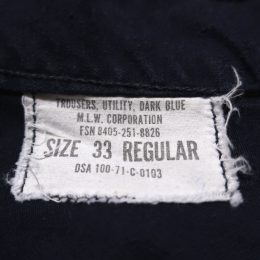 TROUSERS, UTILITY, DARK BLUE
M.L.W. CORPORATION
FSN 8405-251-8826
SIZE 33 REGULAR
DSA 100-71-C-0193